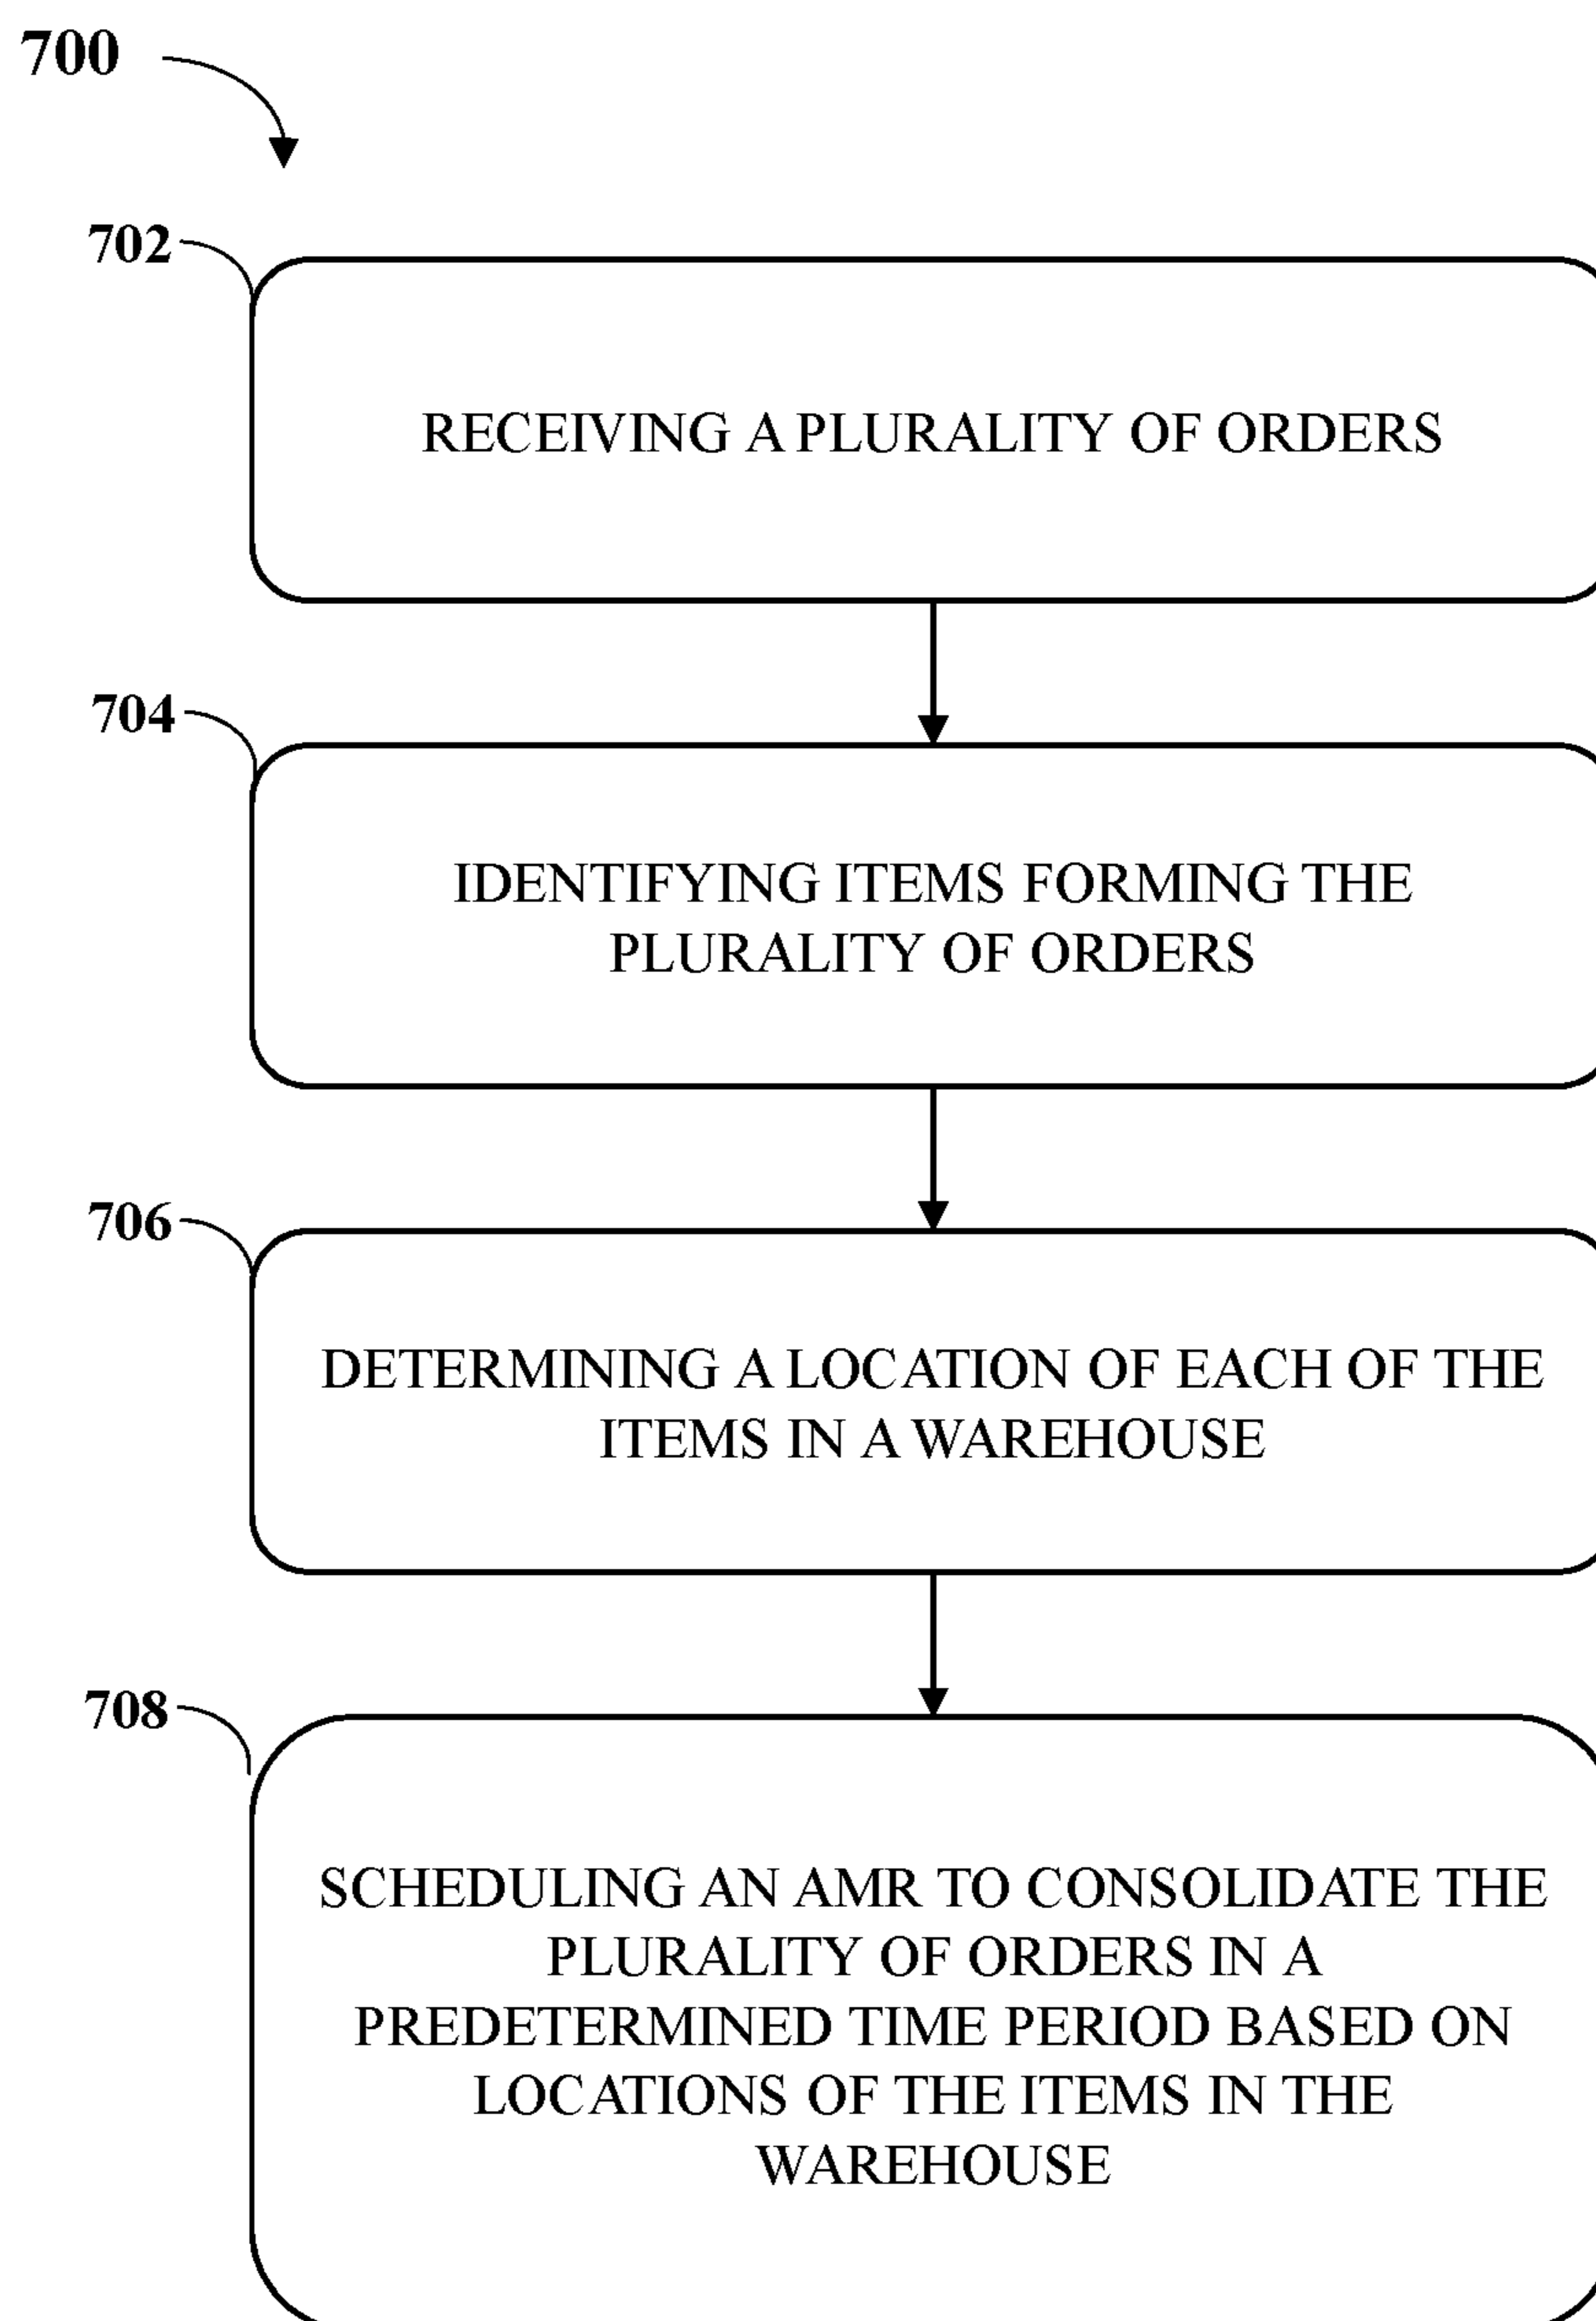 700
702
RECEIVING A PLURALITY OF ORDERS
704
IDENTIFYING ITEMS FORMING THE
PLURALITY OF ORDERS
706
DETERMINING A LOCATION OF EACH OF THE
ITEMS IN A WAREHOUSE
708
SCHEDULING AN AMR TO CONSOLIDATE THE
PLURALITY OF ORDERS IN A
PREDETERMINED TIME PERIOD BASED ON
LOCATIONS OF THE ITEMS IN THE
WAREHOUSE